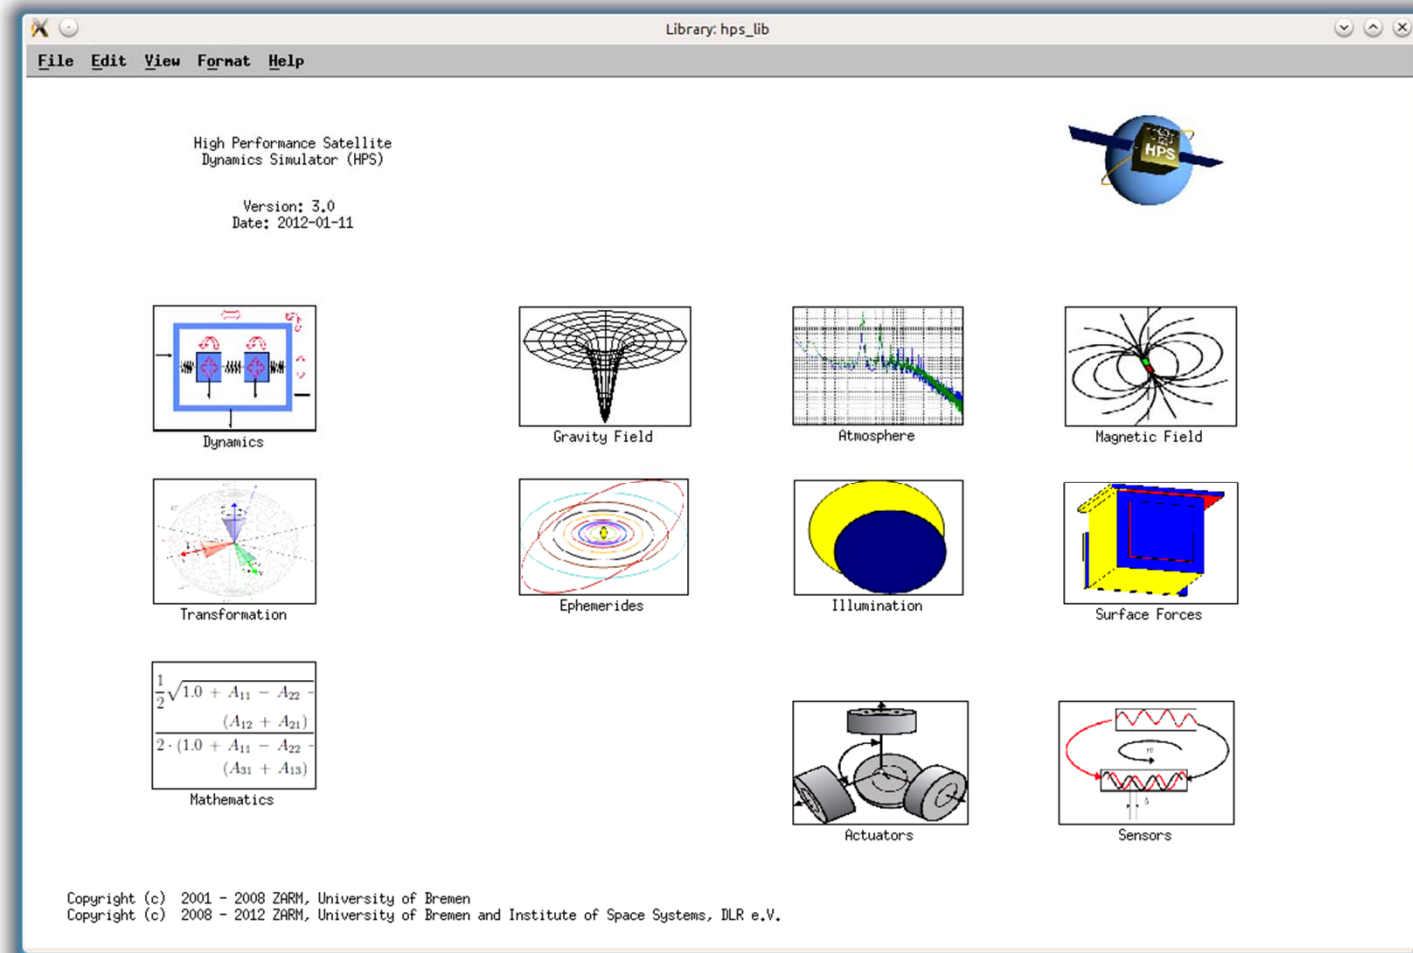 Library: hps_lib
File Edit View Format Help
High Performance Satellite
Dynamics Simulator (HPS)
Version: 3.0
Date: 2012-01-11
HPS
Dynamics
Gravity Field
Atmosphere
Magnetic Field
Transformation
Ephemerides
Illumination
Surface Forces
1/2 √1.0 + A₁₁ − A₂₂ −
(A₁₂ + A₂₁)
2 · (1.0 + A₁₁ − A₂₂ −
(A₃₁ + A₁₃)
Mathematics
Actuators
Sensors
Copyright (c) 2001 - 2008 ZARM, University of Bremen
Copyright (c) 2008 - 2012 ZARM, University of Bremen and Institute of Space Systems, DLR e.V.